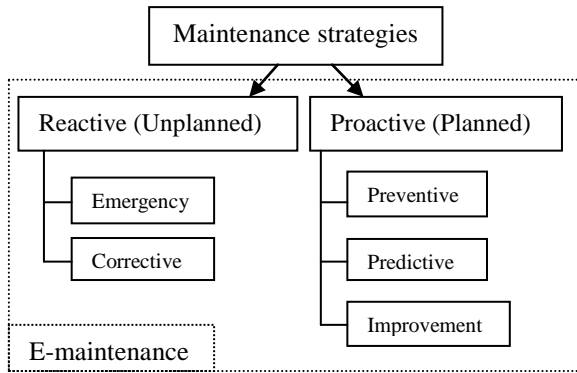 Maintenance strategies
Reactive (Unplanned)
Emergency
Corrective
Proactive (Planned)
Preventive
Predictive
Improvement
E-maintenance